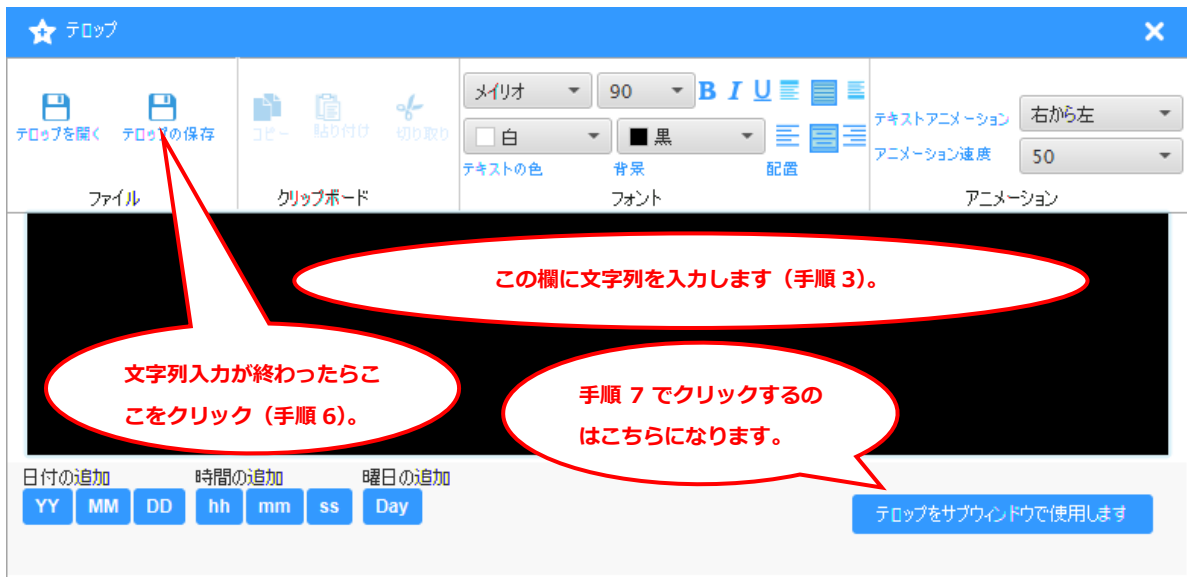 テロップ
メイリオ 90 B I U
テロップを開く テロップの保存 コピー 貼り付け 切り取り
テキストアニメーション 右から左
白 黒
アニメーション速度 50
テキストの色 背景 配置
ファイル クリップボード フォント アニメーション
この欄に文字列を入力します（手順 3）。
文字列入力が終わったらこ
こをクリック（手順 6）。
手順 7 でクリックするの
はこちらになります。
日付の追加 時間の追加 曜日の追加
YY MM DD hh mm ss Day
テロップをサブウィンドウで使用します